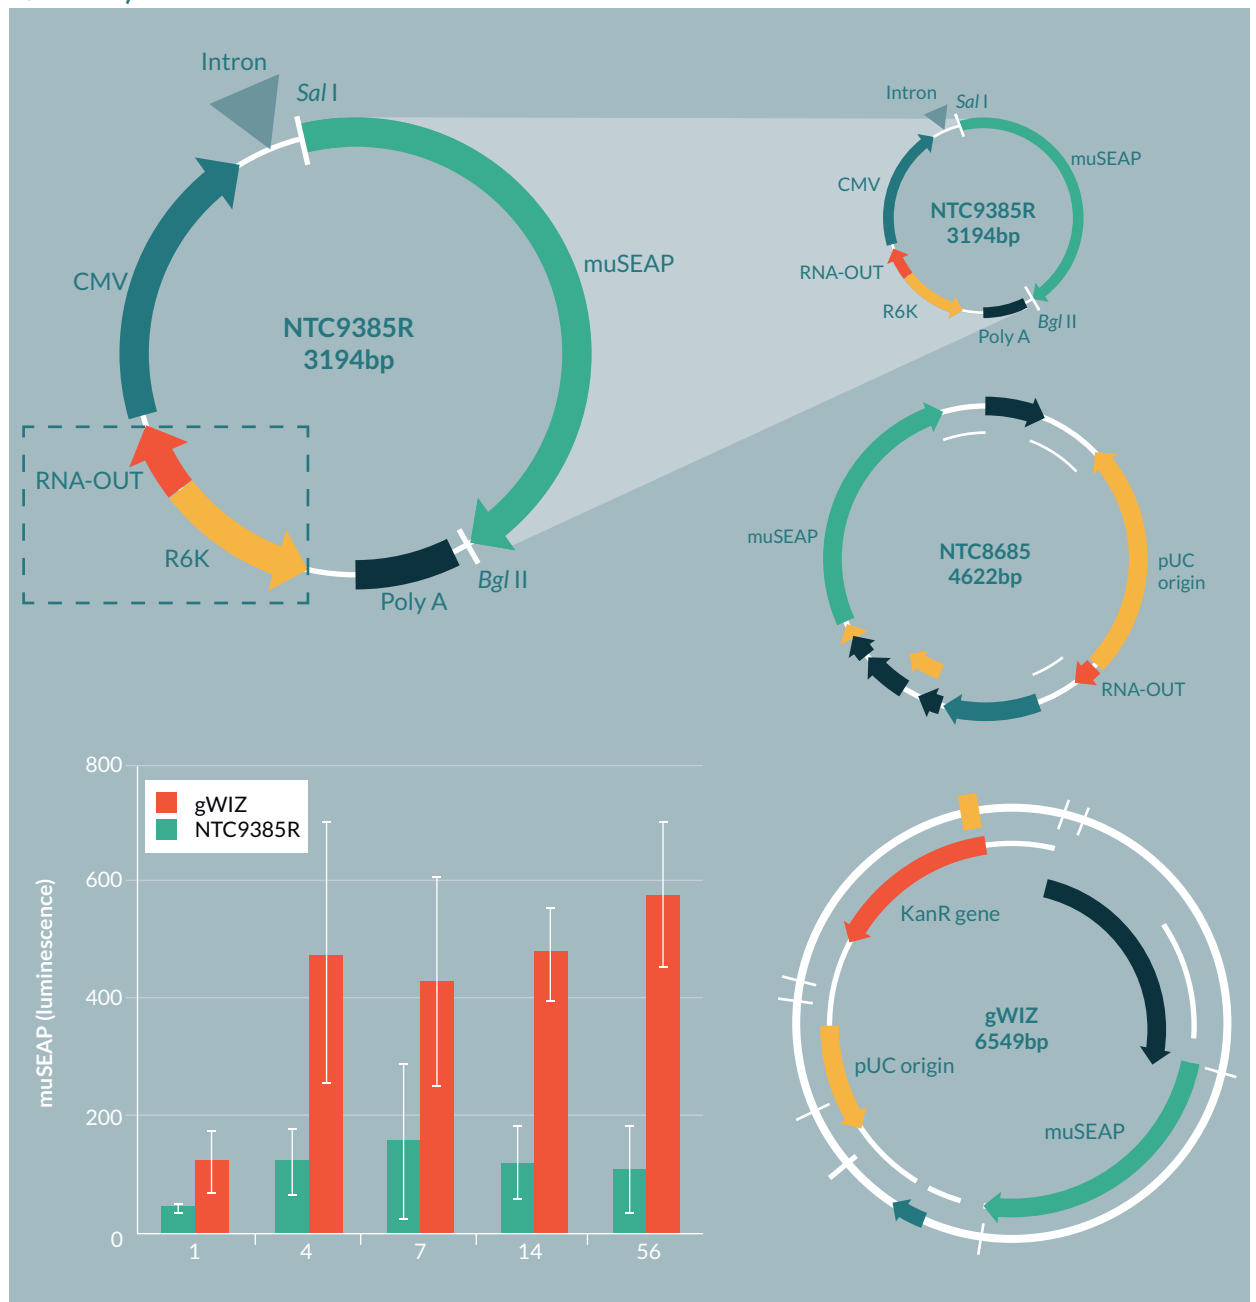 Intron
Sal I
muSEAP
CMV
NTC9385R
3194bp
RNA-OUT
R6K
Poly A
Bgl II
Intron
Sal I
muSEAP
CMV
NTC9385R
3194bp
RNA-OUT
R6K
Poly A
Bgl II
muSEAP
NTC8685
4622bp
pUC
origin
RNA-OUT
800
600
400
200
0
muSEAP (luminescence)
gWIZ
NTC9385R
1
4
7
14
56
KanR gene
gWIZ
6549bp
pUC origin
muSEAP